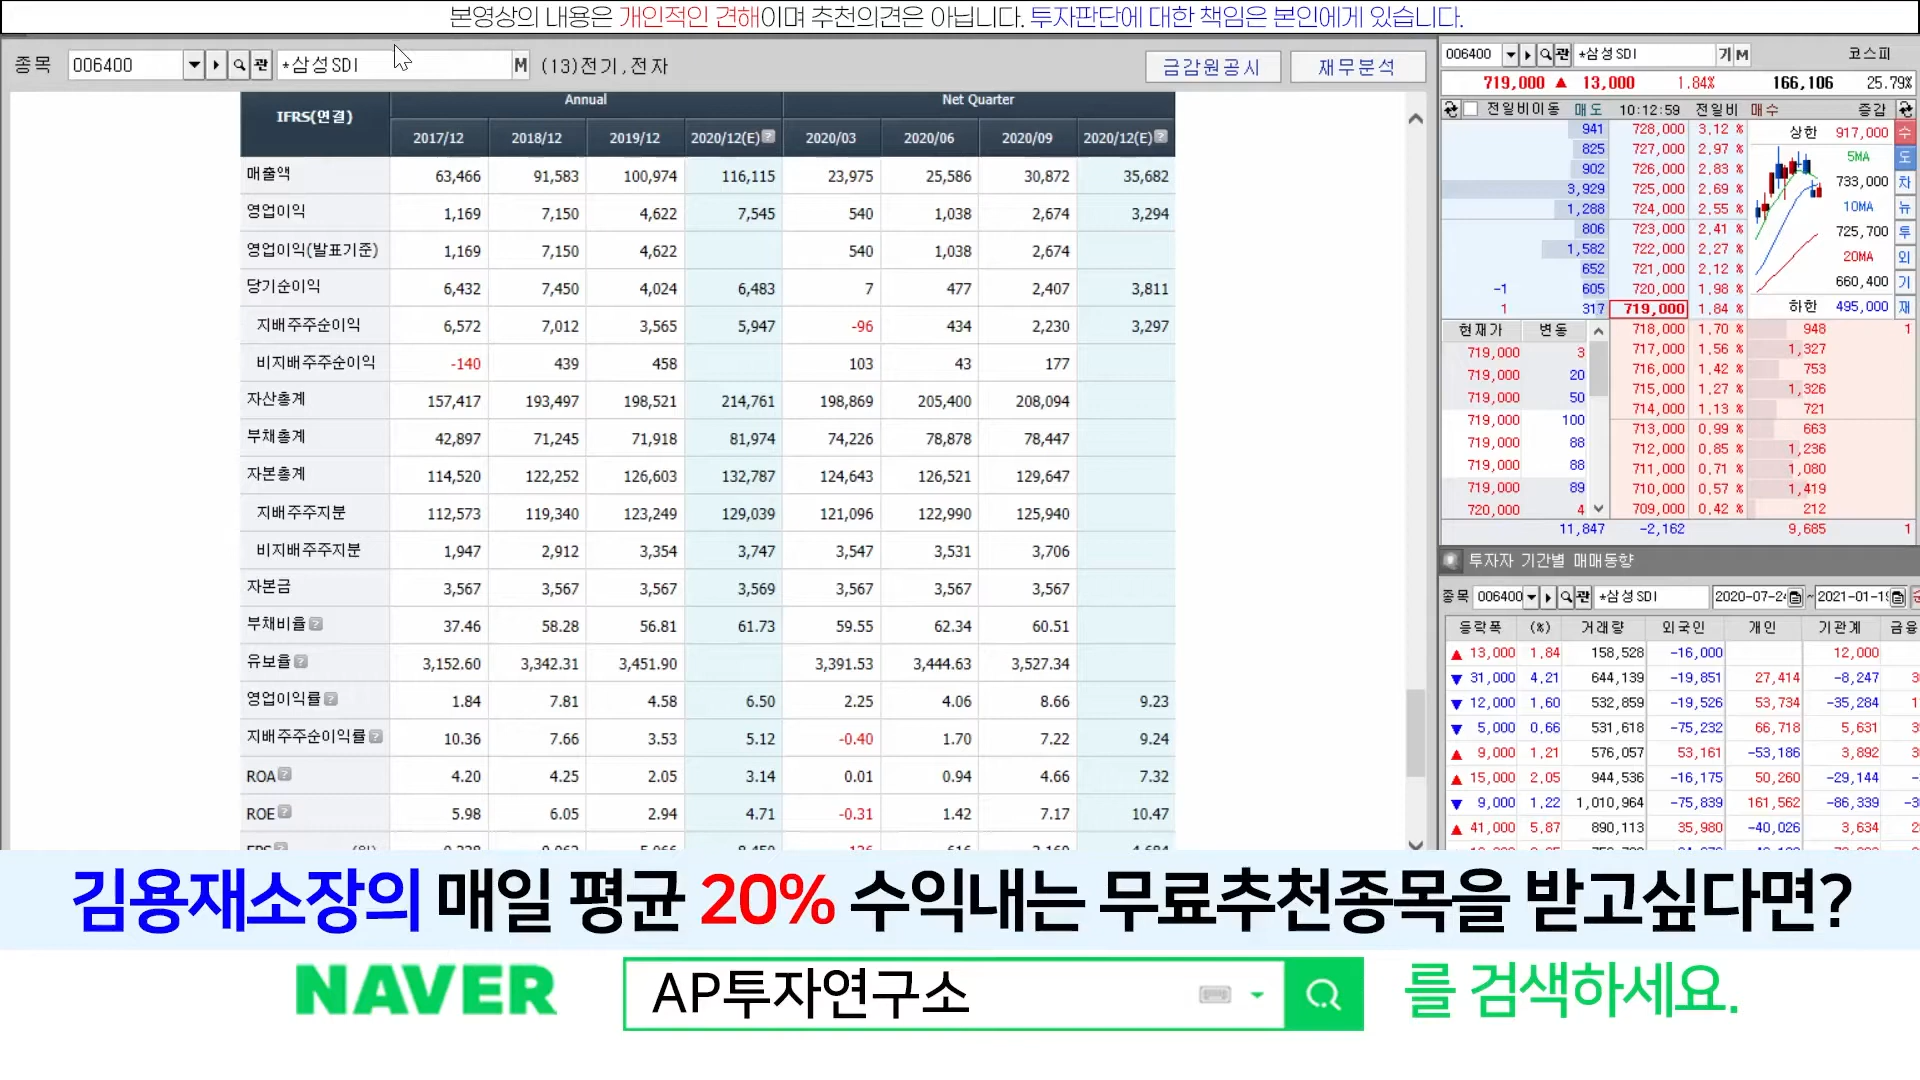 본영상의 내용은 개인적인 견해이며 추천의견은 아닙니다. 투자판단에 대한 책임은 본인에게 있습니다.
종목 006400 관 *삼성SDI M (13)전기,전자 금감원공시 재무분석
IFRS(연결) Annual Net Quarter
2017/12 2018/12 2019/12 2020/12(E) 2020/03 2020/06 2020/09 2020/12(E)
매출액 63,466 91,583 100,974 116,115 23,975 25,586 30,872 35,682
영업이익 1,169 7,150 4,622 7,545 540 1,038 2,674 3,294
영업이익(발표기준) 1,169 7,150 4,622 540 1,038 2,674
당기순이익 6,432 7,450 4,024 6,483 7 477 2,407 3,811
지배주주순이익 6,572 7,012 3,565 5,947 -96 434 2,230 3,297
비지배주주순이익 -140 439 458 103 43 177
자산총계 157,417 193,497 198,521 214,761 198,869 205,400 208,094
부채총계 42,897 71,245 71,918 81,974 74,226 78,878 78,447
자본총계 114,520 122,252 126,603 132,787 124,643 126,521 129,647
지배주주지분 112,573 119,340 123,249 129,039 121,096 122,990 125,940
비지배주주지분 1,947 2,912 3,354 3,747 3,547 3,531 3,706
자본금 3,567 3,567 3,567 3,569 3,567 3,567 3,567
부채비율 37.46 58.28 56.81 61.73 59.55 62.34 60.51
유보율 3,152.60 3,342.31 3,451.90 3,391.53 3,444.63 3,527.34
영업이익률 1.84 7.81 4.58 6.50 2.25 4.06 8.66 9.23
지배주주순이익률 10.36 7.66 3.53 5.12 -0.40 1.70 7.22 9.24
ROA 4.20 4.25 2.05 3.14 0.01 0.94 4.66 7.32
ROE 5.98 6.05 2.94 4.71 -0.31 1.42 7.17 10.47
006400 관 *삼성SDI 기 M 코스피
719,000 ▲ 13,000 1.84% 166,106 25.79%
전일비이동 매도 10:12:59 전일비 매수 증감
941 728,000 3.12 % 상한 917,000 수
825 727,000 2.97 % 5MA 도
902 726,000 2.83 % 733,000 차
3,929 725,000 2.69 %
1,288 724,000 2.55 % 10MA 뉴
806 723,000 2.41 % 725,700 투
1,582 722,000 2.27 % 20MA 외
652 721,000 2.12 %
-1 605 720,000 1.98 % 660,400 기
1 317 719,000 1.84 % 하한 495,000 재
현재가 변동 718,000 1.70 % 948 1
719,000 3 717,000 1.56 % 1,327
719,000 20 716,000 1.42 % 753
719,000 50 715,000 1.27 % 1,326
719,000 100 714,000 1.13 % 721
719,000 88 713,000 0.99 % 663
719,000 88 712,000 0.85 % 1,236
711,000 0.71 % 1,080
719,000 89 710,000 0.57 % 1,419
720,000 4 709,000 0.42 % 212
11,847 -2,162 9,685 1
투자자 기간별 매매동향
종목 006400 관 *삼성SDI 2020-07-24 ~ 2021-01-1
등락폭 (%) 거래량 외국인 개인 기관계 금융
▲ 13,000 1.84 158,528 -16,000 12,000
▼ 31,000 4.21 644,139 -19,851 27,414 -8,247
▼ 12,000 1.60 532,859 -19,526 53,734 -35,284
▼ 5,000 0.66 531,618 -75,232 66,718 5,631
▲ 9,000 1.21 576,057 53,161 -53,186 3,892
▲ 15,000 2.05 944,536 -16,175 50,260 -29,144
▼ 9,000 1.22 1,010,964 -75,839 161,562 -86,339
▲ 41,000 5.87 890,113 35,980 -40,026 3,634
김용재소장의 매일 평균 20% 수익내는 무료추천종목을 받고싶다면?
NAVER AP투자연구소 를 검색하세요.